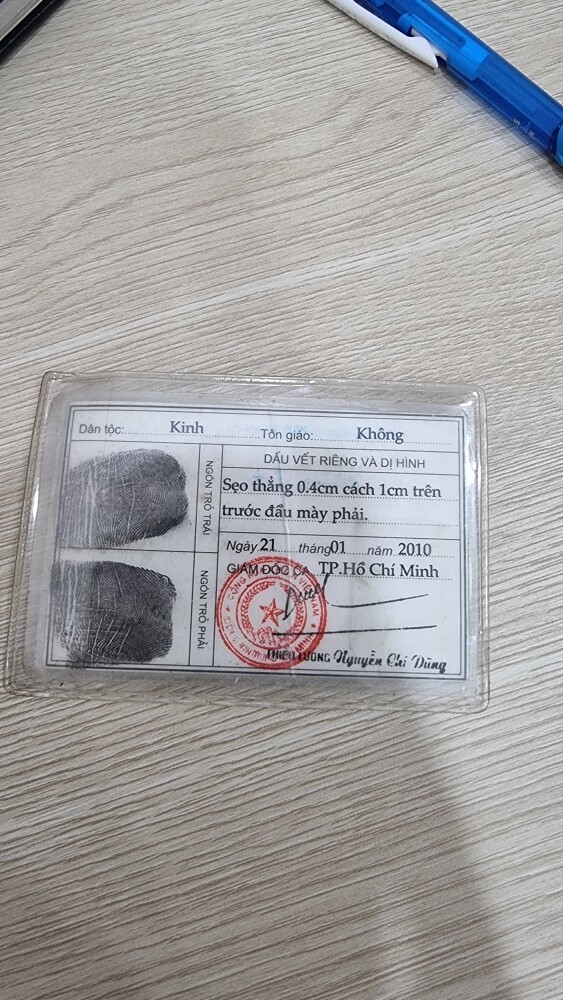 Dân tộc: Kinh Tôn giáo: Không
NGÓN TRỎ TRÁI
NGÓN TRỎ PHẢI
DẤU VẾT RIÊNG VÀ DỊ HÌNH
Sẹo thẳng 0.4cm cách 1cm trên
trước đầu mày phải.
Ngày 21 tháng 01 năm 2010
GIÁM ĐỐC CA TP.Hồ Chí Minh
THIẾU TƯỚNG Nguyễn Chí Dũng